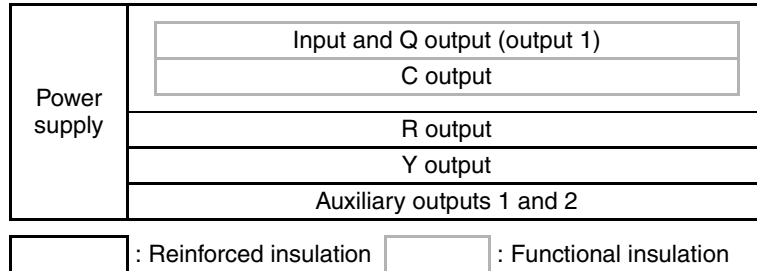 Input and Q output (output 1)
C output
Power
supply
R output
Y output
Auxiliary outputs 1 and 2
: Reinforced insulation
: Functional insulation